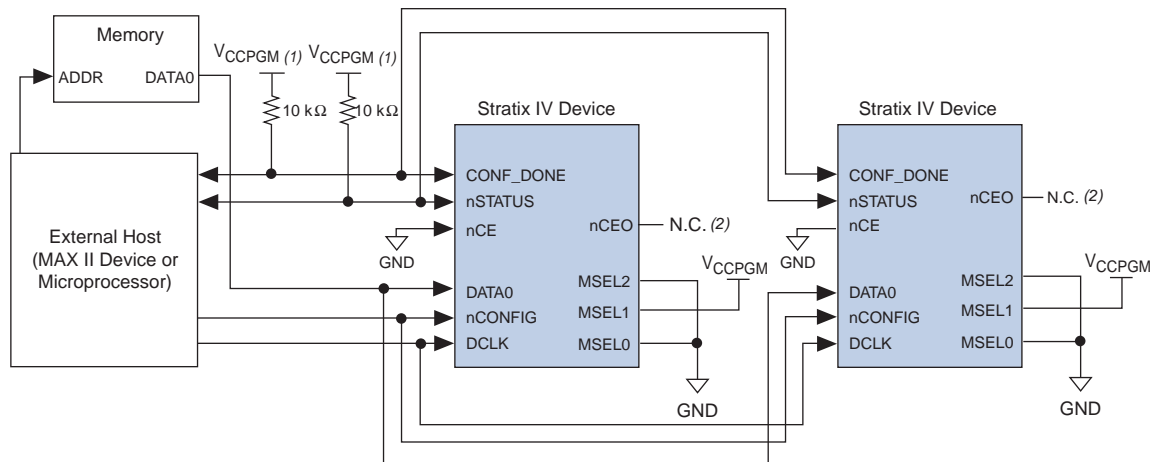 Memory
ADDR
DATA0
VCCPGM (1)
VCCPGM (1)
10 kΩ
10 kΩ
External Host
(MAX II Device or
Microprocessor)
Stratix IV Device
CONF_DONE
nSTATUS
nCE
GND
DATA0
nCONFIG
DCLK
nCEO
N.C. (2)
MSEL2
MSEL1
MSEL0
VCCPGM
GND
Stratix IV Device
CONF_DONE
nSTATUS
nCE
GND
DATA0
nCONFIG
DCLK
nCEO
N.C. (2)
MSEL2
MSEL1
MSEL0
VCCPGM
GND